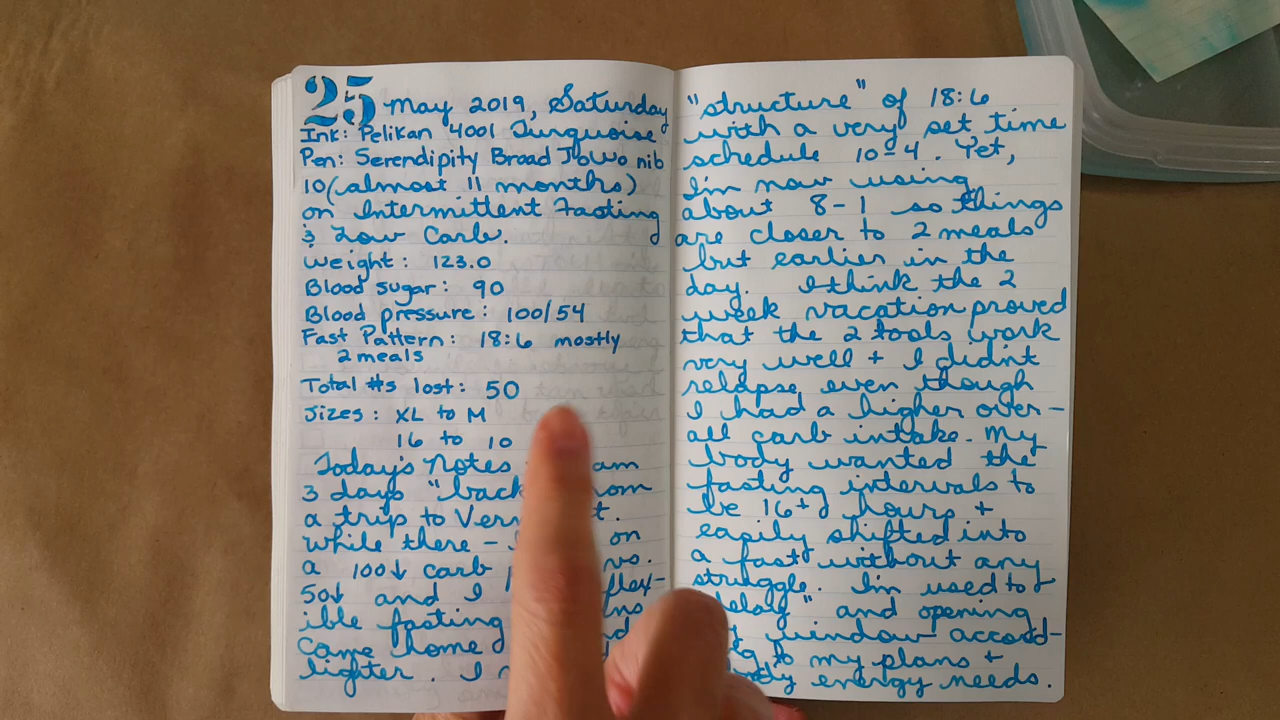 25 May 2019, Saturday
Ink: Pelikan 4001 Turquoise
Pen: Serendipity Broad JoWo nib
10 (almost 11 months)
on Intermittent Fasting
& Low Carb.
Weight: 123.0
Blood sugar: 90
Blood pressure: 100/54
Fast Pattern: 18:6 mostly
2 meals
Total #s lost: 50
Sizes: XL to M
16 to 10
Today's Notes am
3 days "back
a trip to
while there - on
a 100↓ carb vs.
50↓ and I flex-
ible fasting
came home
lighter. I
"structure" of 18:6
with a very set time
schedule 10-4. Yet,
I'm now using
about 8-1 so things
are closer to 2 meals
but earlier in the
day. I think the 2
week vacation proved
that the 2 tools work
very well + I didn't
relapse even though
I had a higher over-
all carb intake. My
body wanted the
fasting intervals to
be 16+ hours +
easily shifted into
a fast without any
struggle. I'm used to
delay" and opening
window accord-
to my plans +
energy needs.